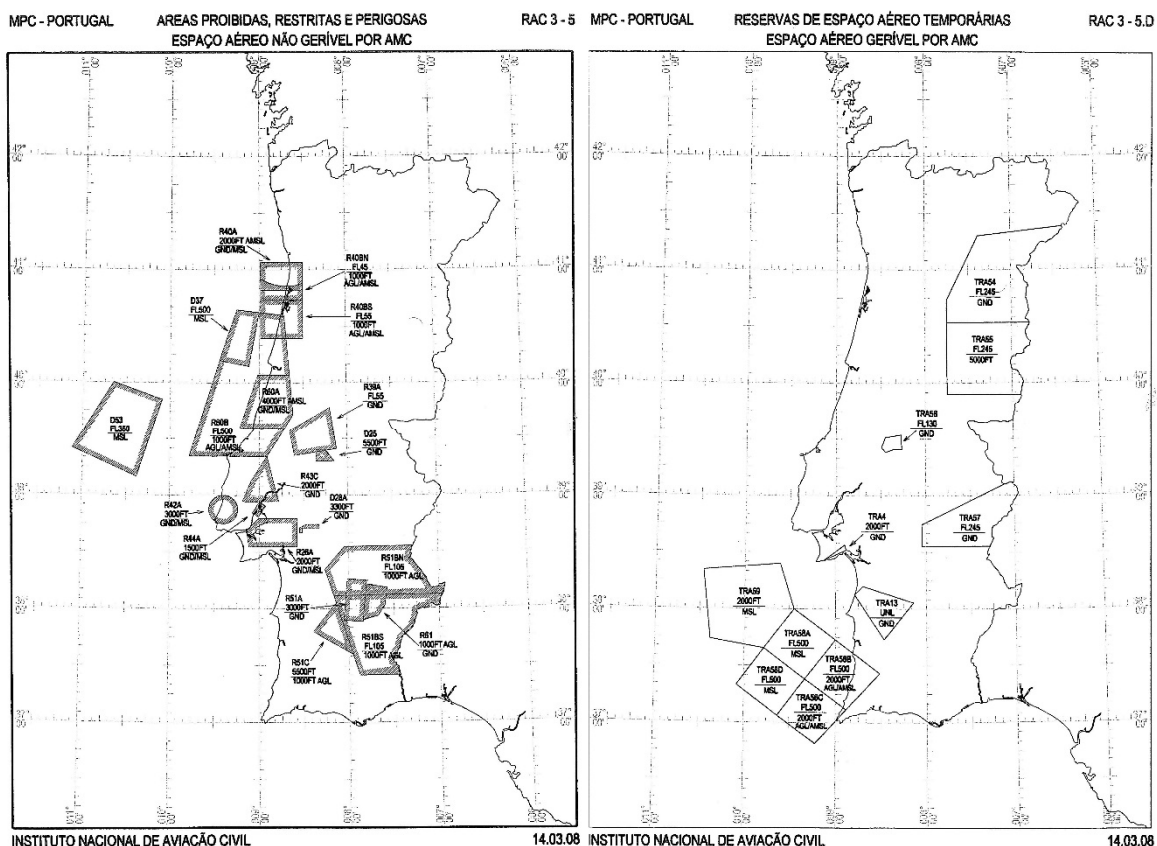 MPC - PORTUGAL
AREAS PROIBIDAS, RESTRITAS E PERIGOSAS
RAC 3 - 5
ESPAÇO AÉREO NÃO GERÍVEL POR AMC
R40A
2000FT AMSL
GND/MSL
R40BN
FL45
1000FT
AGL/AMSL
D37
FL500
MSL
R40BS
FL55
1000FT
AGL/AMSL
R60A
4000FT AMSL
GND/MSL
R39A
FL55
GND
D53
FL350
MSL
R60B
FL500
1000FT
AGL/AMSL
D25
5500FT
GND
R43C
2000FT
GND
R42A
3000FT
GND/MSL
D28A
3300FT
GND
R44A
1500FT
GND/MSL
R26A
2000FT
GND/MSL
R51BN
FL105
1000FT AGL
R51A
3000FT
GND
R61
1000FT AGL
GND
R51BS
FL105
1000FT AGL
R51C
5500FT
1000FT AGL
INSTITUTO NACIONAL DE AVIAÇÃO CIVIL
14.03.08
MPC - PORTUGAL
RESERVAS DE ESPAÇO AÉREO TEMPORÁRIAS
RAC 3 - 5.D
ESPAÇO AÉREO GERÍVEL POR AMC
TRA54
FL245
GND
TRA55
FL245
5000FT
TRA56
FL130
GND
TRA4
2000FT
GND
TRA57
FL245
GND
TRA59
2000FT
MSL
TRA13
UNL
GND
TRA58A
FL500
MSL
TRA58B
FL500
2000FT
AGL/AMSL
TRA58D
FL500
MSL
TRA58C
FL500
2000FT
AGL/AMSL
INSTITUTO NACIONAL DE AVIAÇÃO CIVIL
14.03.08